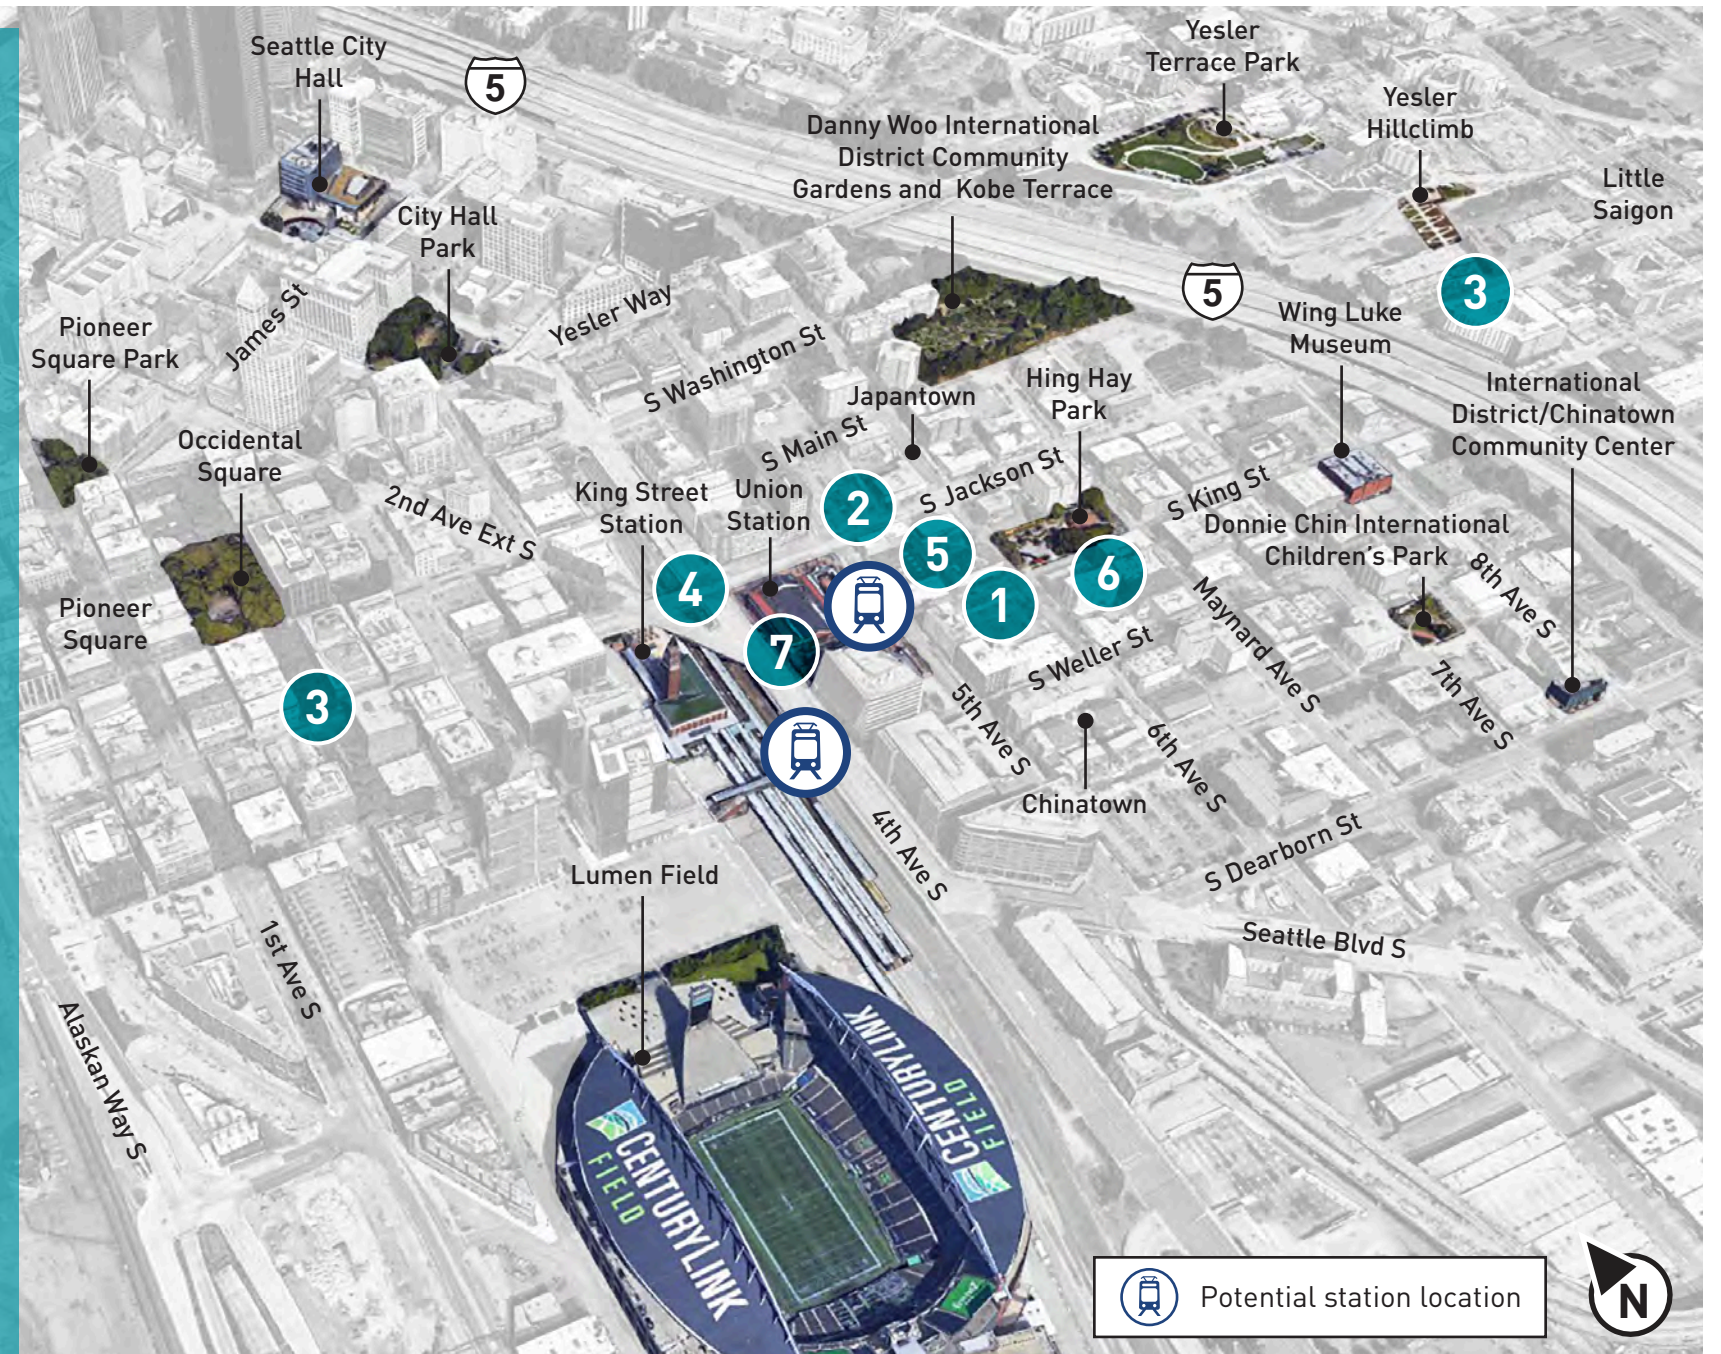 Seattle City
Hall
5
Yesler
Terrace Park
Yesler
Hillclimb
Little
Saigon
Danny Woo International
District Community
Gardens and Kobe Terrace
City Hall
Park
5
3
Wing Luke
Museum
Pioneer
Square Park
James St
Yesler Way
S Washington St
Japantown
Hing Hay
Park
International
District/Chinatown
Community Center
Occidental
Square
2nd Ave Ext S
King Street
Station
Union
Station
S Main St
2
S Jackson St
S King St
Donnie Chin International
Children's Park
8th Ave S
4
5
1
6
Maynard Ave S
Pioneer
Square
7
S Weller St
7th Ave S
3
5th Ave S
6th Ave S
Chinatown
4th Ave S
S Dearborn St
Lumen Field
1st Ave S
Seattle Blvd S
Alaskan Way S
CENTURYLINK
FIELD
CENTURYLINK
FIELD
Potential station location
N